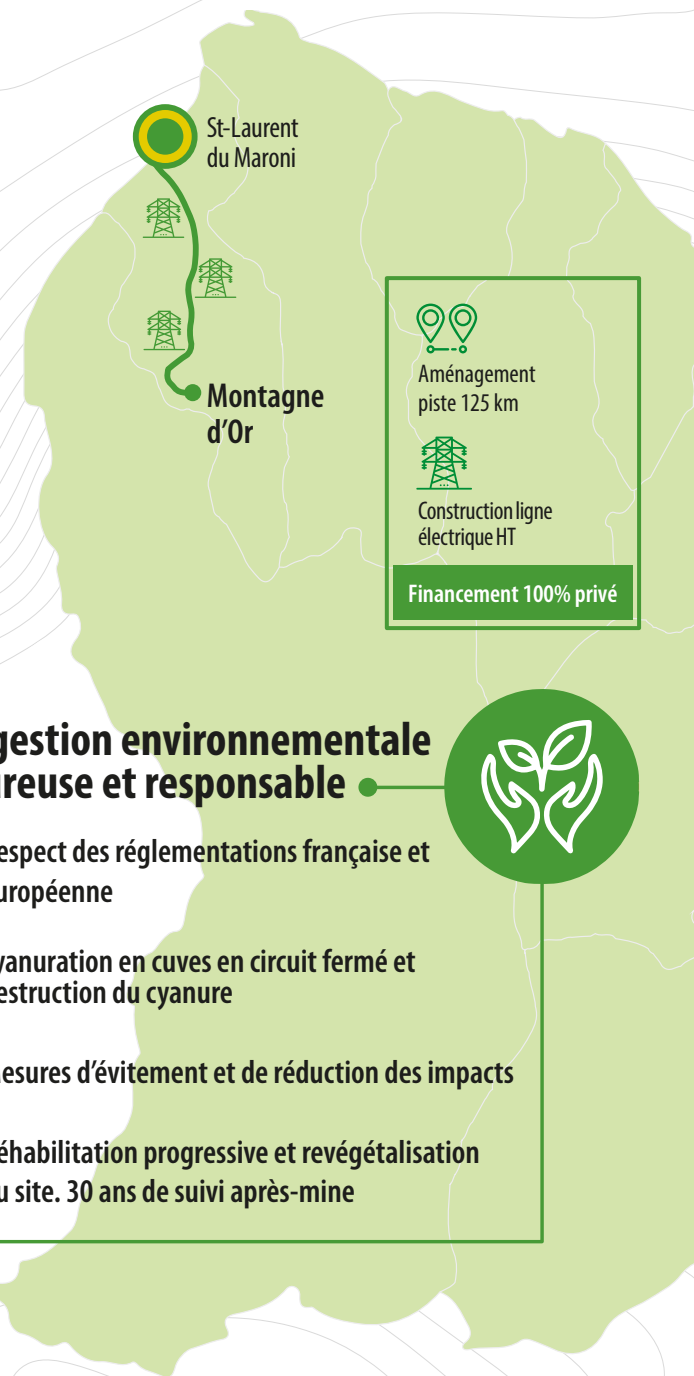 St-Laurent
du Maroni
Montagne
d'Or
Aménagement
piste 125 km
Construction ligne
électrique HT
Financement 100% privé
gestion environnementale
ureuse et responsable
espect des réglementations française et
uropéenne
yanuration en cuves en circuit fermé et
estruction du cyanure
esures d'évitement et de réduction des impacts
éhabilitation progressive et revégétalisation
u site. 30 ans de suivi après-mine